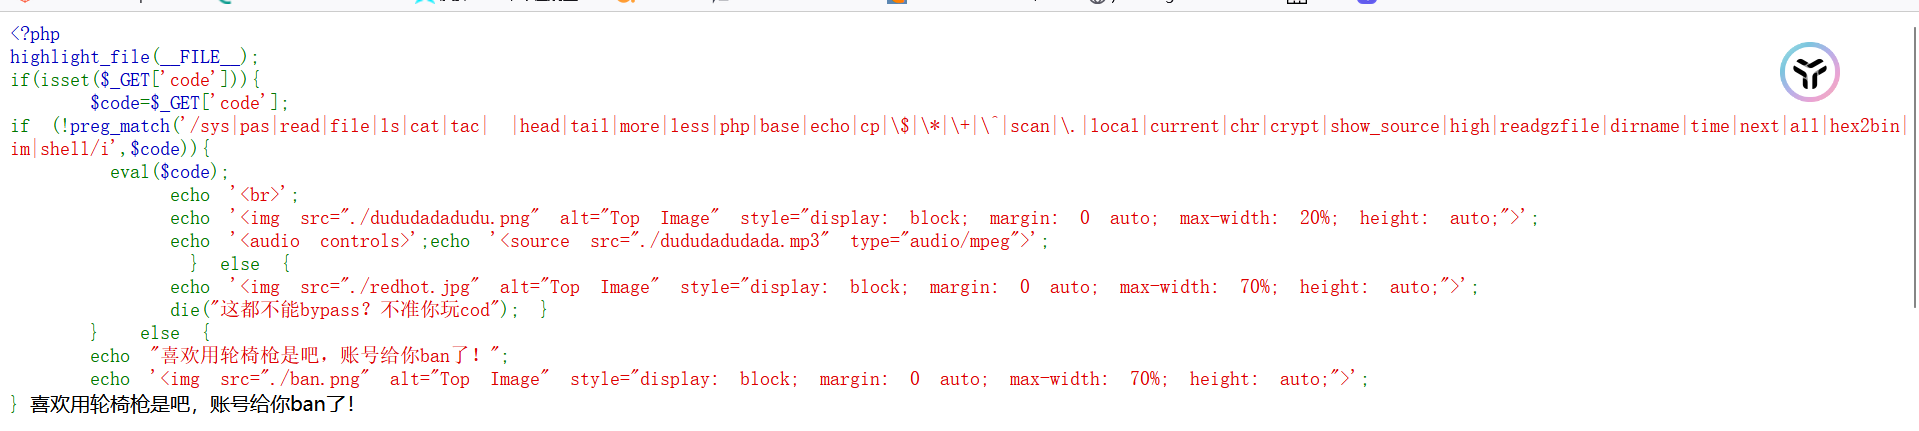 <?php
highlight_file(__FILE__);
if(isset($_GET['code'])){
$code=$_GET['code'];
if (!preg_match('/sys|pas|read|file|ls|cat|tac| |head|tail|more|less|php|base|echo|cp|\$|\*|\+|\^|scan|\.|local|current|chr|crypt|show_source|high|readgzfile|dirname|time|next|all|hex2bin|
im|shell/i',$code)){
eval($code);
echo '<br>';
echo '<img src="./dududadadudu.png" alt="Top Image" style="display: block; margin: 0 auto; max-width: 20%; height: auto;">';
echo '<audio controls>';echo '<source src="./dududadudada.mp3" type="audio/mpeg">';
} else {
echo '<img src="./redhot.jpg" alt="Top Image" style="display: block; margin: 0 auto; max-width: 70%; height: auto;">';
die("这都不能bypass？不准你玩cod"); }
} else {
echo "喜欢用轮椅枪是吧，账号给你ban了！";
echo '<img src="./ban.png" alt="Top Image" style="display: block; margin: 0 auto; max-width: 70%; height: auto;">';
} 喜欢用轮椅枪是吧，账号给你ban了！